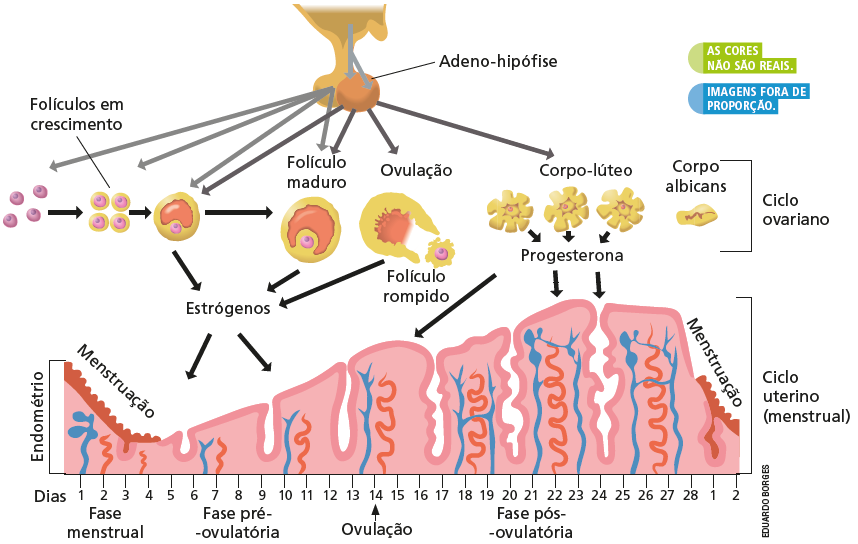 Adeno-hipófise
AS CORES
NÃO SÃO REAIS.
IMAGENS FORA DE
PROPORÇÃO.
Folículos em
crescimento
Folículo
maduro
Ovulação
Corpo-lúteo
Corpo
albicans
Ciclo
ovariano
Progesterona
Folículo
rompido
Estrógenos
Endométrio
Menstruação
Menstruação
Ciclo
uterino
(menstrual)
Dias 1 2 3 4 5 6 7 8 9 10 11 12 13 14 15 16 17 18 19 20 21 22 23 24 25 26 27 28 1 2
Fase
menstrual
Fase pré-
-ovulatória
Ovulação
Fase pós-
-ovulatória
EDUARDO BORGES